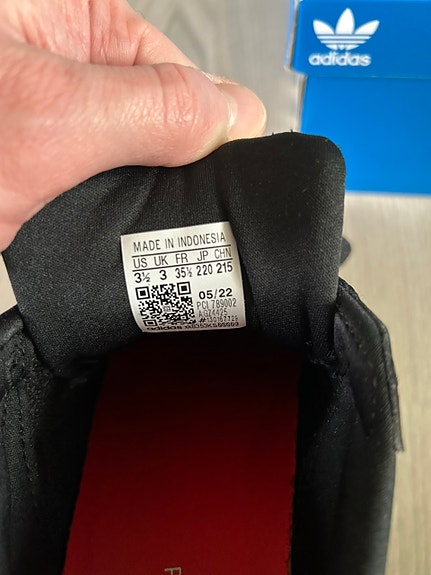 adidas
MADE IN INDONESIA
US UK FR JP CHN
3½ 3 35½ 220 215
05/22
PCI 789002
adidas